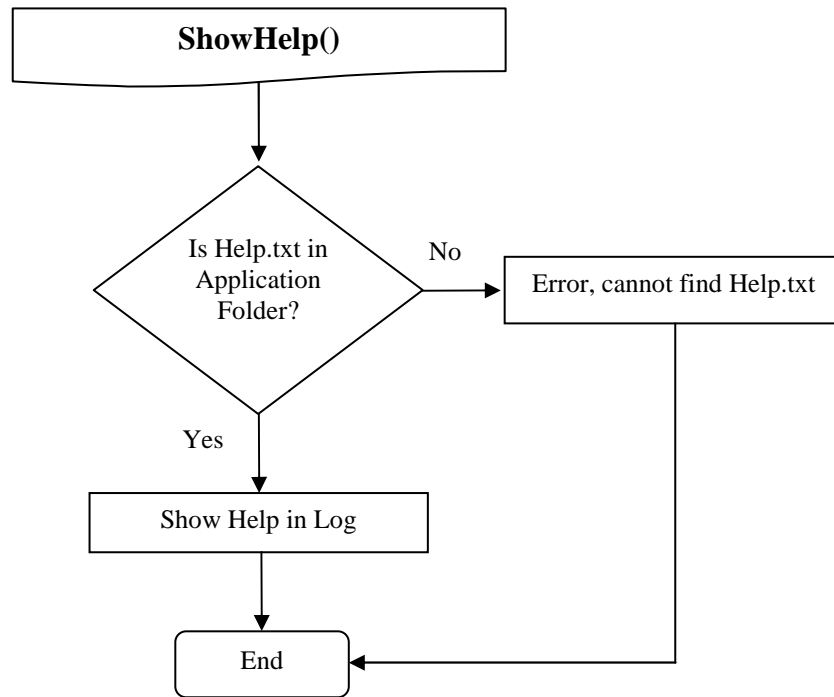 ShowHelp()
Is Help.txt in
Application
Folder?
No
Error, cannot find Help.txt
Yes
Show Help in Log
End